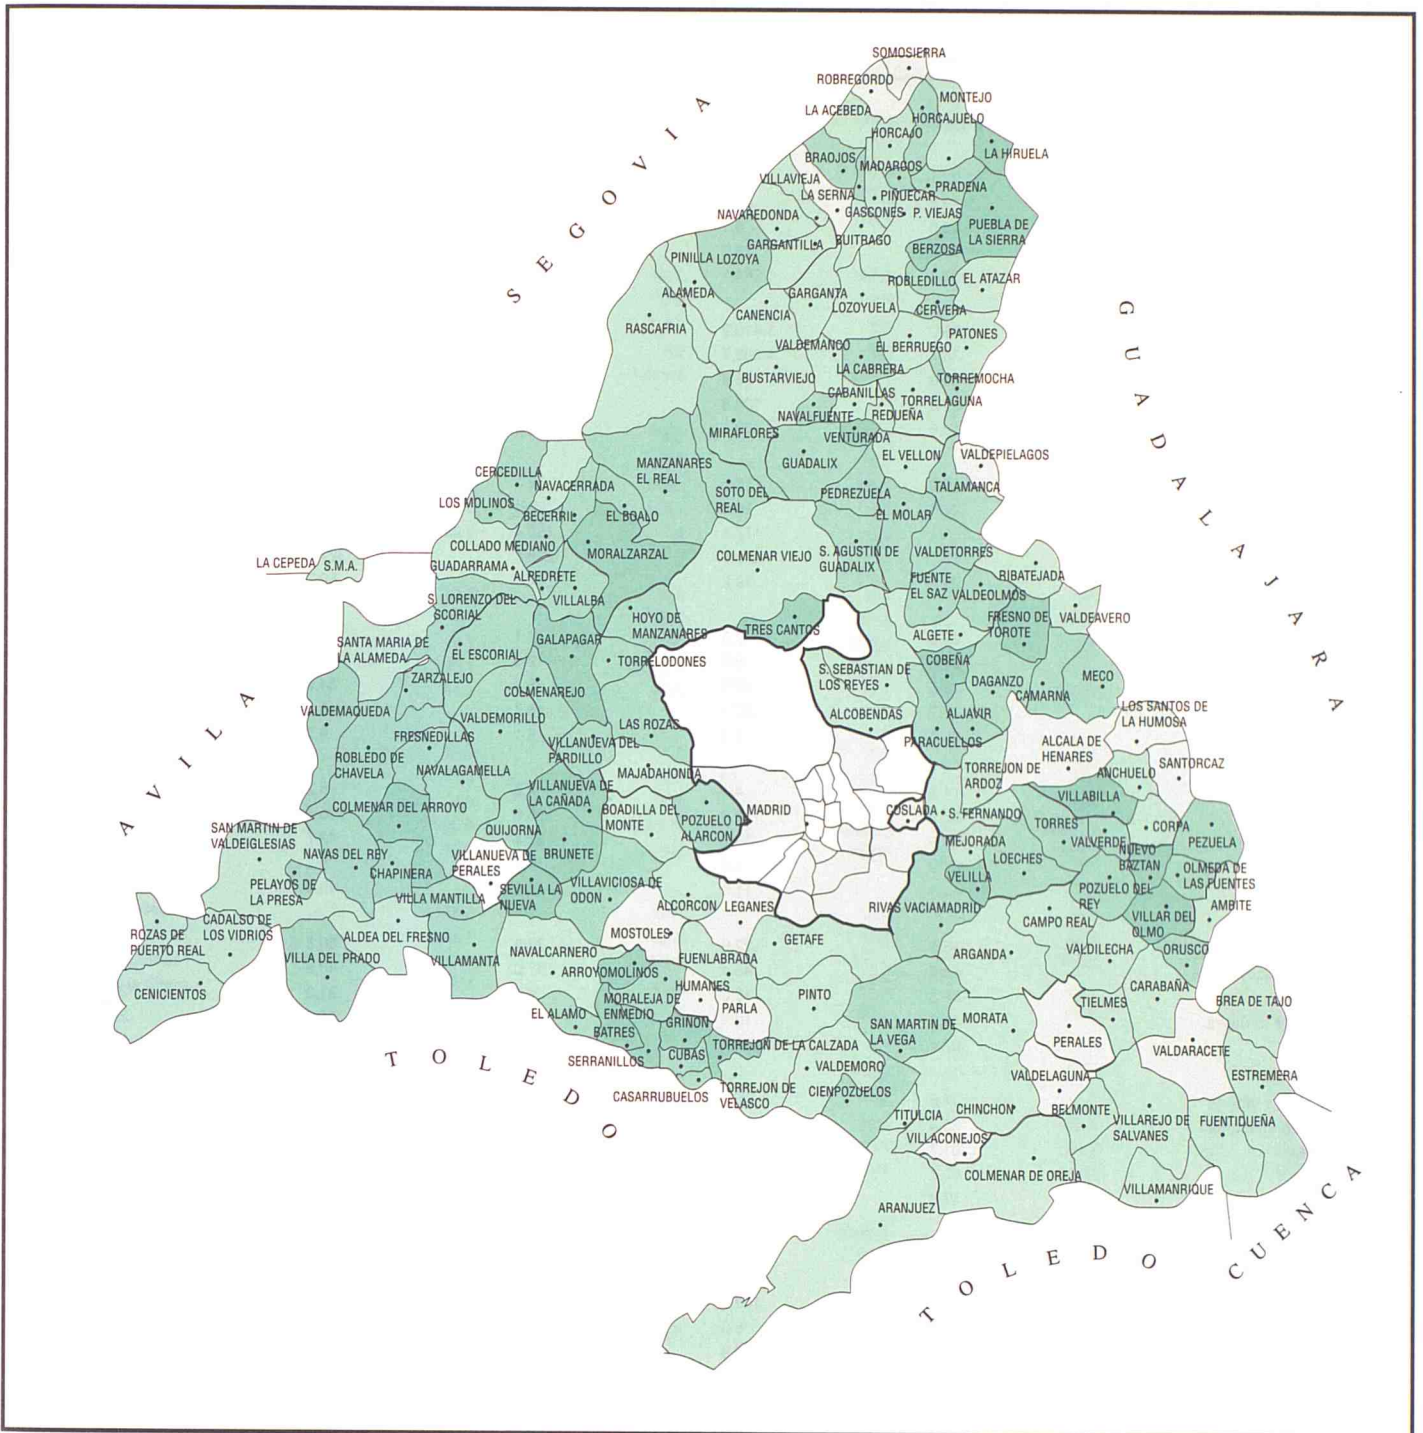 SOMOSIERRA
ROBREGORDO
MONTEJO
LA ACEBEDA
HORCAJUELO
HORCAJO
LA HIRUELA
BRAOJOS
MADARCOS
VILLAVIEJA
PRADENA
LA SERNA
PIÑUECAR
NAVAREDONDA
GASCONES
P. VIEJAS
PUEBLA DE
LA SIERRA
GARGANTILLA
BUITRAGO
BERZOSA
PINILLA
LOZOYA
ROBLEDILLO
EL ATAZAR
ALAMEDA
GARGANTA
LOZOYUELA
CERVERA
CANENCIA
RASCAFRIA
PATONES
VALDEMANCO
EL BERRUEGO
LA CABRERA
BUSTARVIEJO
TORREMOCHA
CABANILLAS
TORRELAGUNA
NAVALFUENTE
REDUEÑA
MIRAFLORES
VENTURADA
EL VELLON
VALDEPIELAGOS
GUADALIX
MANZANARES
EL REAL
CERCEDILLA
NAVACERRADA
SOTO DEL
REAL
PEDREZUELA
TALAMANCA
LOS MOLINOS
BECERRIL
EL BOALO
EL MOLAR
COLLADO MEDIANO
MORALZARZAL
COLMENAR VIEJO
S. AGUSTIN DE
GUADALIX
VALDETORRES
LA CEPEDA
S.M.A.
GUADARRAMA
ALPEDRETE
RIBATEJADA
FUENTE
EL SAZ
VALDEOLMOS
VILLALBA
S. LORENZO DEL
SCORIAL
HOYO DE
MANZANARES
TRES CANTOS
FRESNO DE
TOROTE
VALDEAVERO
ALGETE
SANTA MARIA DE
LA ALAMEDA
EL ESCORIAL
GALAPAGAR
TORRELODONES
COBEÑA
ZARZALEJO
S. SEBASTIAN DE
LOS REYES
DAGANZO
CAMARNA
MECO
COLMENAREJO
VALDEMAQUEDA
VALDEMORILLO
LAS ROZAS
ALCOBENDAS
AJJAVIR
LOS SANTOS DE
LA HUMOSA
FRESNEDILLAS
VILLANUEVA DEL
PARDILLO
PARACUELLOS
ALCALA DE
HENARES
ROBLEDO DE
CHAVELA
NAVALAGAMELLA
MAJADAHONDA
TORREJON DE
ARDOZ
ANCHUELO
SANTORCAZ
VILLANUEVA DE
LA CAÑADA
VILLABILLA
COLMENAR DEL ARROYO
BOADILLA DEL
MONTE
POZUELO DE
ALARCON
MADRID
COSLADA
S. FERNANDO
TORRES
CORPA
SAN MARTIN DE
VALDEIGLESIAS
QUIJORNA
MEJORADA
VALVERDE
PEZUELA
NAVAS DEL REY
VILLANUEVA DE
PERALES
BRUNETE
LOECHES
NUEVO
BAZTAN
CHAPINERA
VELILLA
OLMEDA DE
LAS FUENTES
PELAYOS DE
LA PRESA
VILLA MANTILLA
SEVILLA LA
NUEVA
VILLAVICIOSA DE
ODON
POZUELO DEL
REY
ALCORCON
LEGANES
RIVAS VACIAMADRID
AMBITE
CADALSO DE
LOS VIDRIOS
CAMPO REAL
VILLAR DEL
OLMO
ROZAS DE
PUERTO REAL
ALDEA DEL FRESNO
MOSTOLES
GETAFE
VALDILECHA
ORUSCO
VILLA DEL PRADO
VILLAMANTA
NAVALCARNERO
FUENLABRADA
ARGANDA
ARROYOMOLINOS
CENICIENTOS
HUMANES
PINTO
CARABAÑA
MORALEJA DE
ENMEDIO
PARLA
TIELMES
BREA DE TAJO
EL ALAMO
GRIÑON
SAN MARTIN DE
LA VEGA
MORATA
BATRES
PERALES
TORREJON DE LA CALZADA
VALDARACETE
SERRANILLOS
CUBAS
VALDEMORO
VALDELAGUNA
ESTREMERA
CASARRUBUELOS
TORREJON DE
VELASCO
CIENPOZUELOS
TITULCIA
CHINCHON
BELMONTE
VILLAREJO DE
SALVANES
FUENTIDUEÑA
VILLACONEJOS
COLMENAR DE OREJA
VILLAMANRIQUE
ARANJUEZ
SEGOVIA
GUADALAJARA
AVILA
TOLEDO
TOLEDO
CUENCA